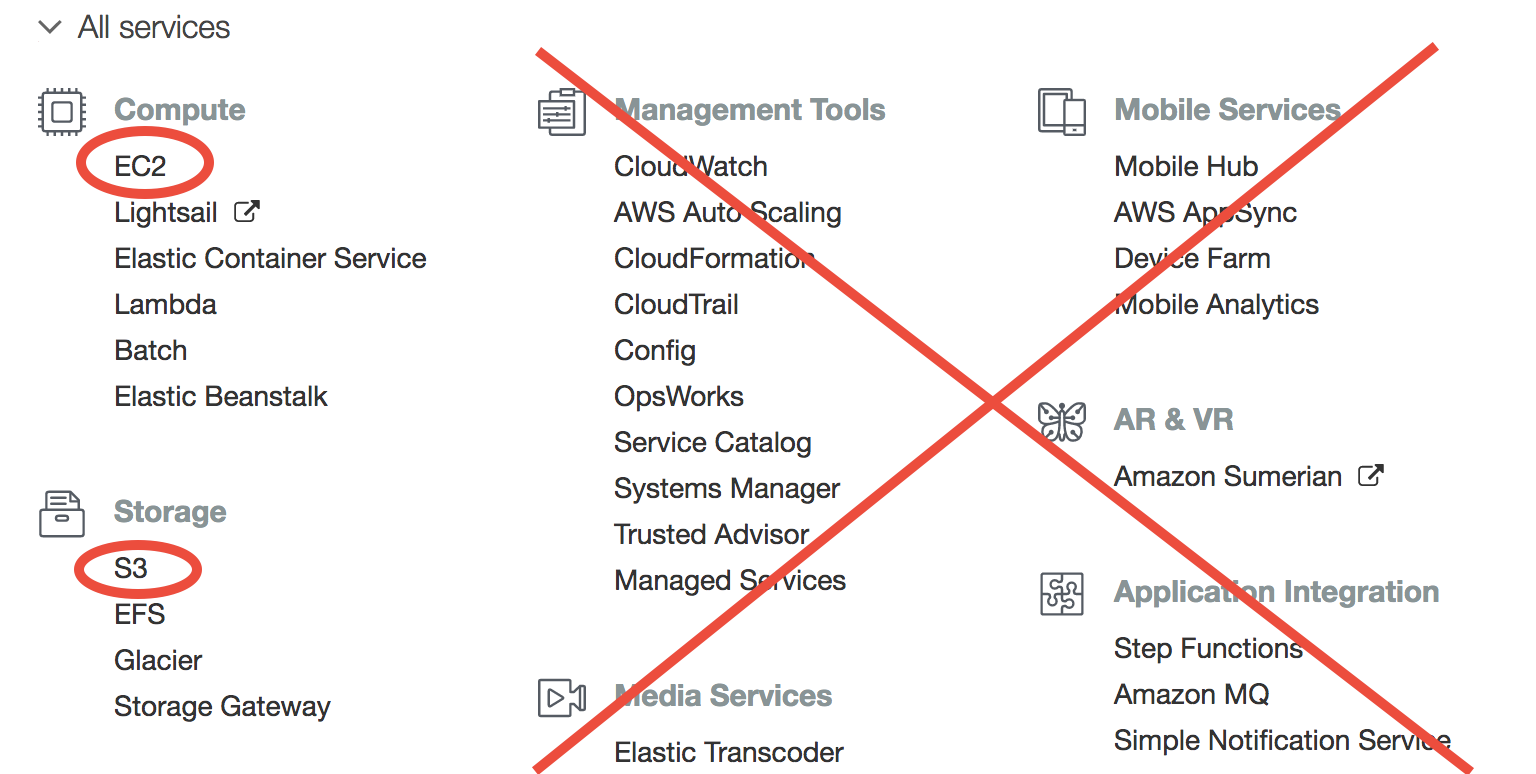 All services
Compute
EC2
Lightsail
Elastic Container Service
Lambda
Batch
Elastic Beanstalk
Storage
S3
EFS
Glacier
Storage Gateway
Management Tools
CloudWatch
AWS Auto Scaling
CloudFormation
CloudTrail
Config
OpsWorks
Service Catalog
Systems Manager
Trusted Advisor
Managed Services
Media Services
Elastic Transcoder
Mobile Services
Mobile Hub
AWS AppSync
Device Farm
Mobile Analytics
AR & VR
Amazon Sumerian
Application Integration
Step Functions
Amazon MQ
Simple Notification Service